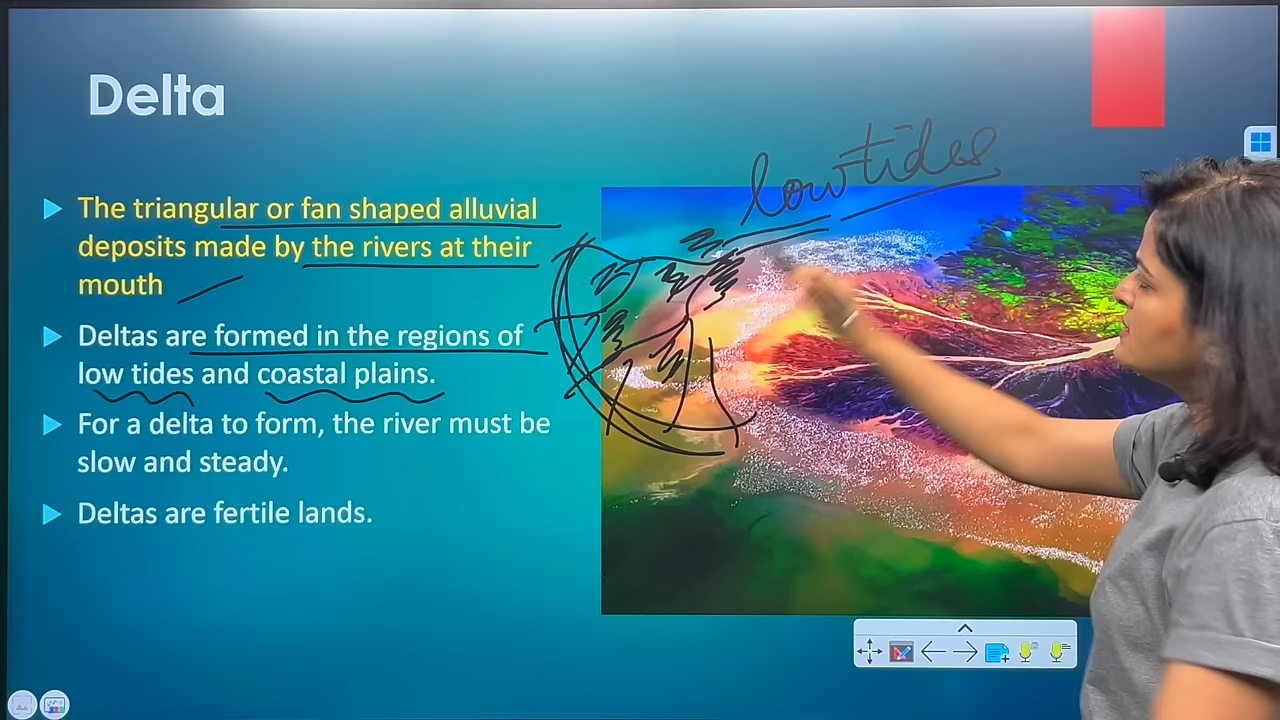 Delta
The triangular or fan shaped alluvial
deposits made by the rivers at their
mouth
Deltas are formed in the regions of
low tides and coastal plains.
For a delta to form, the river must be
slow and steady.
Deltas are fertile lands.
low tides